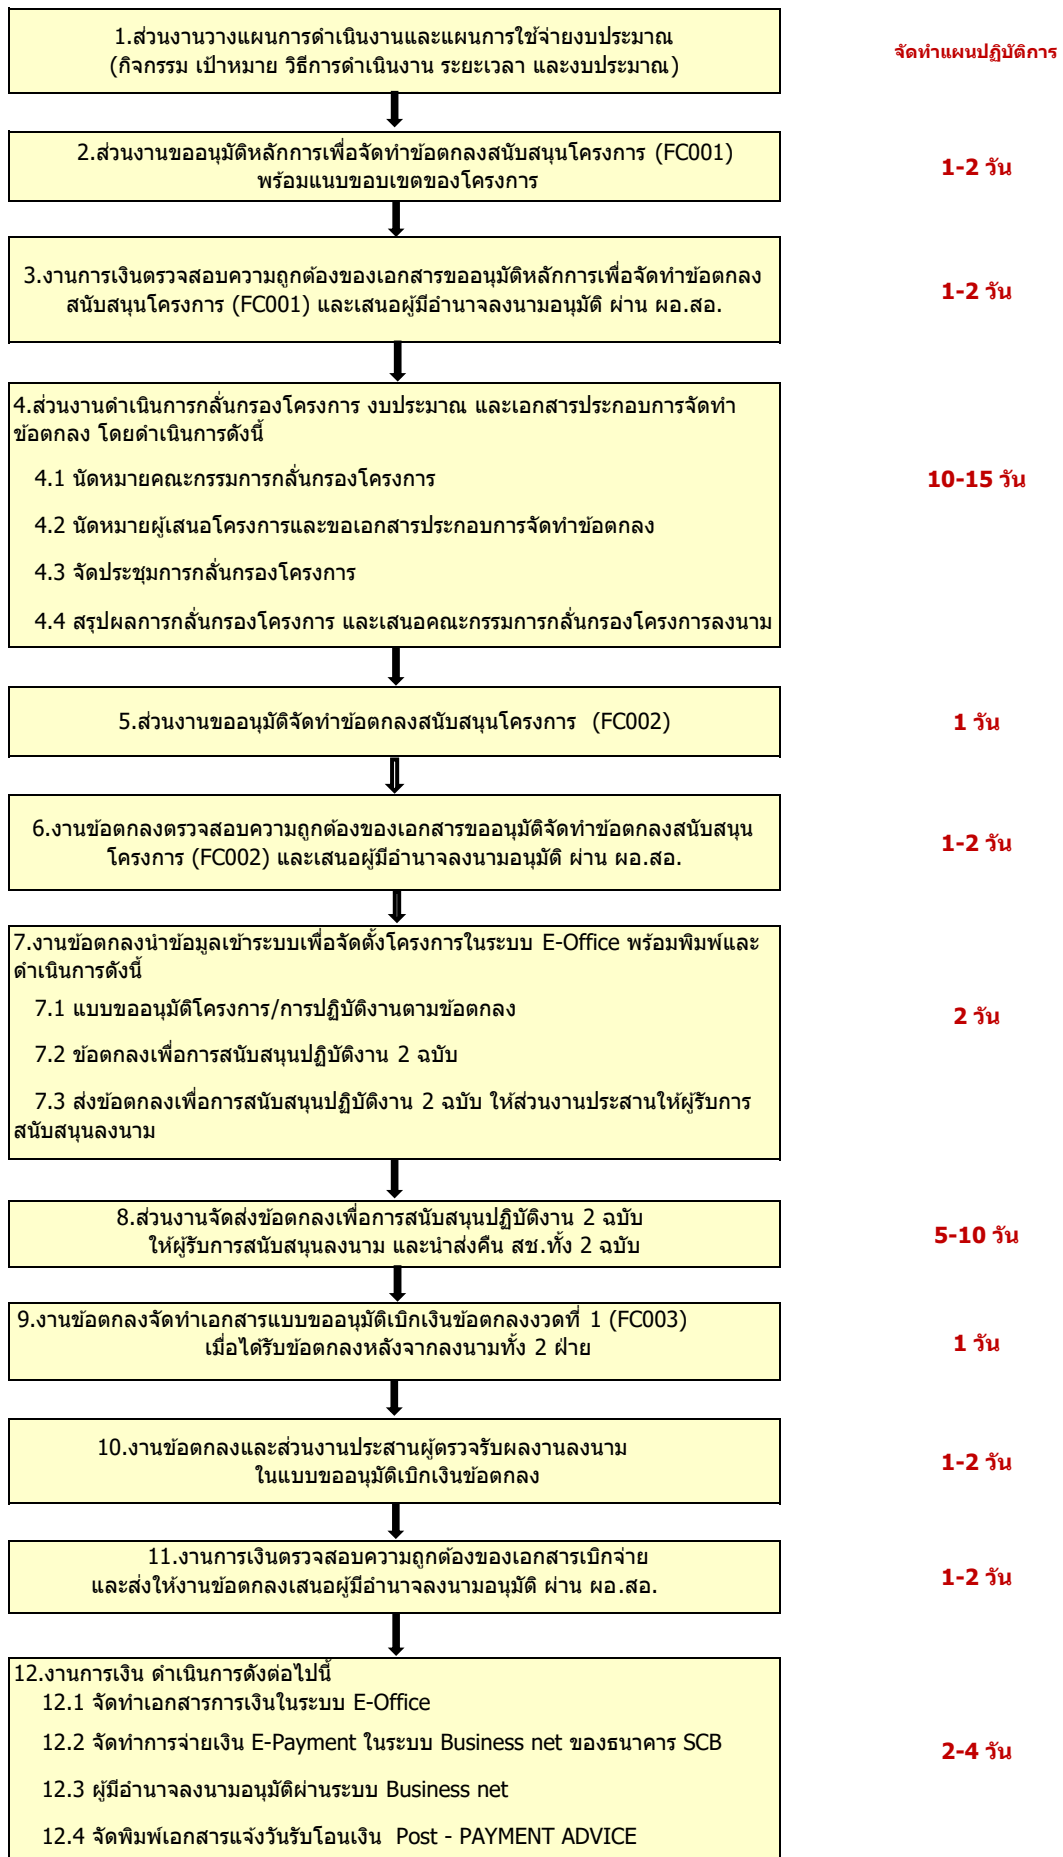 1.ส่วนงานวางแผนการดำเนินงานและแผนการใช้จ่ายงบประมาณ
(กิจกรรม เป้าหมาย วิธีการดำเนินงาน ระยะเวลา และงบประมาณ)
จัดทำแผนปฏิบัติการ
2.ส่วนงานขออนุมัติหลักการเพื่อจัดทำข้อตกลงสนับสนุนโครงการ (FC001)
พร้อมแนบขอบเขตของโครงการ
1-2 วัน
3.งานการเงินตรวจสอบความถูกต้องของเอกสารขออนุมัติหลักการเพื่อจัดทำข้อตกลง
สนับสนุนโครงการ (FC001) และเสนอผู้มีอำนาจลงนามอนุมัติ ผ่าน ผอ.สอ.
1-2 วัน
4.ส่วนงานดำเนินการกลั่นกรองโครงการ งบประมาณ และเอกสารประกอบการจัดทำ
ข้อตกลง โดยดำเนินการดังนี้
4.1 นัดหมายคณะกรรมการกลั่นกรองโครงการ
10-15 วัน
4.2 นัดหมายผู้เสนอโครงการและขอเอกสารประกอบการจัดทำข้อตกลง
4.3 จัดประชุมการกลั่นกรองโครงการ
4.4 สรุปผลการกลั่นกรองโครงการ และเสนอคณะกรรมการกลั่นกรองโครงการลงนาม
5.ส่วนงานขออนุมัติจัดทำข้อตกลงสนับสนุนโครงการ (FC002)
1 วัน
6.งานข้อตกลงตรวจสอบความถูกต้องของเอกสารขออนุมัติจัดทำข้อตกลงสนับสนุน
โครงการ (FC002) และเสนอผู้มีอำนาจลงนามอนุมัติ ผ่าน ผอ.สอ.
1-2 วัน
7.งานข้อตกลงนำข้อมูลเข้าระบบเพื่อจัดตั้งโครงการในระบบ E-Office พร้อมพิมพ์และ
ดำเนินการดังนี้
7.1 แบบขออนุมัติโครงการ/การปฏิบัติงานตามข้อตกลง
2 วัน
7.2 ข้อตกลงเพื่อการสนับสนุนปฏิบัติงาน 2 ฉบับ
7.3 ส่งข้อตกลงเพื่อการสนับสนุนปฏิบัติงาน 2 ฉบับ ให้ส่วนงานประสานให้ผู้รับการ
สนับสนุนลงนาม
8.ส่วนงานจัดส่งข้อตกลงเพื่อการสนับสนุนปฏิบัติงาน 2 ฉบับ
ให้ผู้รับการสนับสนุนลงนาม และนำส่งคืน สช.ทั้ง 2 ฉบับ
5-10 วัน
9.งานข้อตกลงจัดทำเอกสารแบบขออนุมัติเบิกเงินข้อตกลงงวดที่ 1 (FC003)
เมื่อได้รับข้อตกลงหลังจากลงนามทั้ง 2 ฝ่าย
1 วัน
10.งานข้อตกลงและส่วนงานประสานผู้ตรวจรับผลงานลงนาม
ในแบบขออนุมัติเบิกเงินข้อตกลง
1-2 วัน
11.งานการเงินตรวจสอบความถูกต้องของเอกสารเบิกจ่าย
และส่งให้งานข้อตกลงเสนอผู้มีอำนาจลงนามอนุมัติ ผ่าน ผอ.สอ.
1-2 วัน
12.งานการเงิน ดำเนินการดังต่อไปนี้
12.1 จัดทำเอกสารการเงินในระบบ E-Office
12.2 จัดทำการจ่ายเงิน E-Payment ในระบบ Business net ของธนาคาร SCB
2-4 วัน
12.3 ผู้มีอำนาจลงนามอนุมัติผ่านระบบ Business net
12.4 จัดพิมพ์เอกสารแจ้งวันรับโอนเงิน Post - PAYMENT ADVICE